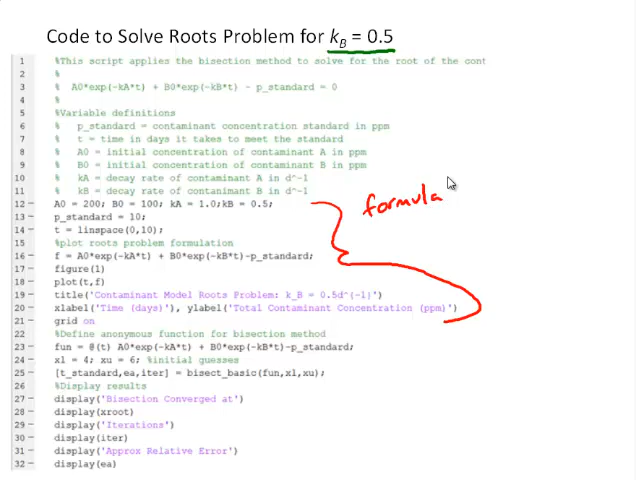 Code to Solve Roots Problem for k_B = 0.5
1 %This script applies the bisection method to solve for the root of the cont
2 %
3 % A0*exp(-kA*t) + B0*exp(-kB*t) - p_standard = 0
4 %
5 %Variable definitions
6 % p_standard = contaminant concentration standard in ppm
7 % t = time in days it takes to meet the standard
8 % A0 = initial concentration of contaminant A in ppm
9 % B0 = initial concentration of contaminant B in ppm
10 % kA = decay rate of contaminant A in d^-1
11 % kB = decay rate of contanimant B in d^-1
12 – A0 = 200; B0 = 100; kA = 1.0;kB = 0.5;
formula
13 – p_standard = 10;
14 – t = linspace(0,10);
15 %plot roots problem formulation
16 – f = A0*exp(-kA*t) + B0*exp(-kB*t)-p_standard;
17 – figure(1)
18 – plot(t,f)
19 – title('Contaminant Model Roots Problem: k_B = 0.5d^{-1}')
20 – xlabel('Time (days)'), ylabel('Total Contaminant Concentration (ppm)')
21 – grid on
22 %Define anonymous function for bisection method
23 – fun = @(t) A0*exp(-kA*t) + B0*exp(-kB*t)-p_standard;
24 – xl = 4; xu = 6; %initial guesses
25 – [t_standard,ea,iter] = bisect_basic(fun,xl,xu);
26 %Display results
27 – display('Bisection Converged at')
28 – display(xroot)
29 – display('Iterations')
30 – display(iter)
31 – display('Approx Relative Error')
32 – display(ea)